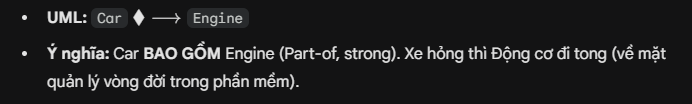 • UML: Car ♦ ⟶ Engine
• Ý nghĩa: Car BAO GỒM Engine (Part-of, strong). Xe hỏng thì Động cơ đi tong (về mặt
quản lý vòng đời trong phần mềm).